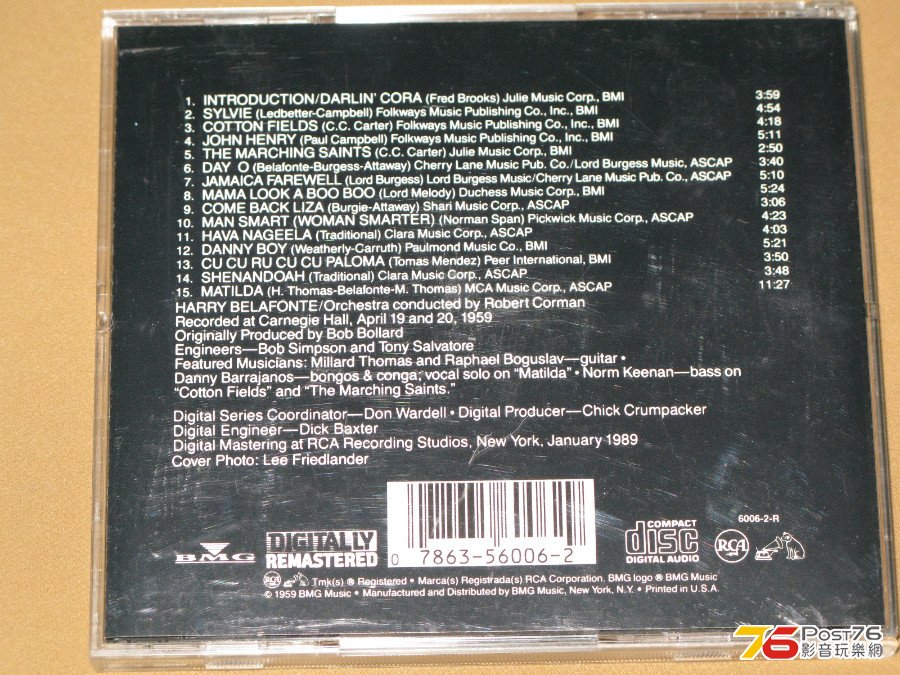 1. INTRODUCTION/DARLIN' CORA (Fred Brooks) Julie Music Corp., BMI 3:59
2. SYLVIE (Ledbetter-Campbell) Folkways Music Publishing Co., Inc., BMI 4:54
3. COTTON FIELDS (C.C. Carter) Folkways Music Publishing Co., Inc., BMI 4:18
4. JOHN HENRY (Paul Campbell) Folkways Music Publishing Co., Inc., BMI 5:11
5. THE MARCHING SAINTS (C.C. Carter) Julie Music Corp., BMI 2:50
6. DAY O (Belafonte-Burgess-Attaway) Cherry Lane Music Pub. Co./Lord Burgess Music, ASCAP 3:40
7. JAMAICA FAREWELL (Lord Burgess) Lord Burgess Music/Cherry Lane Music Pub. Co., ASCAP 5:10
8. MAMA LOOK A BOO BOO (Lord Melody) Duchess Music Corp., BMI 5:24
9. COME BACK LIZA (Burgie-Attaway) Shari Music Corp., ASCAP 3:06
10. MAN SMART (WOMAN SMARTER) (Norman Span) Pickwick Music Corp., ASCAP 4:23
11. HAVA NAGEELA (Traditional) Clara Music Corp., ASCAP 4:03
12. DANNY BOY (Weatherly-Carruth) Paulmond Music Co., BMI 5:21
13. CU CU RU CU CU PALOMA (Tomas Mendez) Peer International, BMI 3:50
14. SHENANDOAH (Traditional) Clara Music Corp., ASCAP 3:48
15. MATILDA (H. Thomas-Belafonte-M. Thomas) MCA Music Corp., ASCAP 11:27
HARRY BELAFONTE/Orchestra conducted by Robert Corman
Recorded at Carnegie Hall, April 19 and 20, 1959
Originally Produced by Bob Bollard
Engineers—Bob Simpson and Tony Salvatore
Featured Musicians: Millard Thomas and Raphael Boguslav—guitar •
Danny Barrajanos—bongos & conga; vocal solo on "Matilda" • Norm Keenan—bass on
"Cotton Fields" and "The Marching Saints."
Digital Series Coordinator—Don Wardell • Digital Producer—Chick Crumpacker
Digital Engineer—Dick Baxter
Digital Mastering at RCA Recording Studios, New York, January 1989
Cover Photo: Lee Friedlander
6006-2-R
BMG
DIGITALLY
REMASTERED
0 7863-56006-2
COMPACT
disc
DIGITAL AUDIO
RCA
RCA Tmk(s) ® Registered • Marca(s) Registrada(s) RCA Corporation. BMG logo ® BMG Music
© 1959 BMG Music • Manufactured and Distributed by BMG Music, New York, N.Y. • Printed in U.S.A.
76 Post76
影音玩樂網